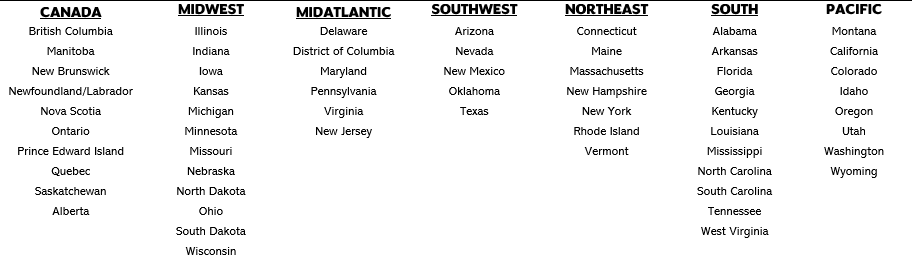 CANADA MIDWEST MIDATLANTIC SOUTHWEST NORTHEAST SOUTH PACIFIC
British Columbia Illinois Delaware Arizona Connecticut Alabama Montana
Manitoba Indiana District of Columbia Nevada Maine Arkansas California
New Brunswick Iowa Maryland New Mexico Massachusetts Florida Colorado
Newfoundland/Labrador Kansas Pennsylvania Oklahoma New Hampshire Georgia Idaho
Nova Scotia Michigan Virginia Texas New York Kentucky Oregon
Ontario Minnesota New Jersey Rhode Island Louisiana Utah
Prince Edward Island Missouri Vermont Mississippi Washington
Quebec Nebraska North Carolina Wyoming
Saskatchewan North Dakota South Carolina
Alberta Ohio Tennessee
South Dakota West Virginia
Wisconsin